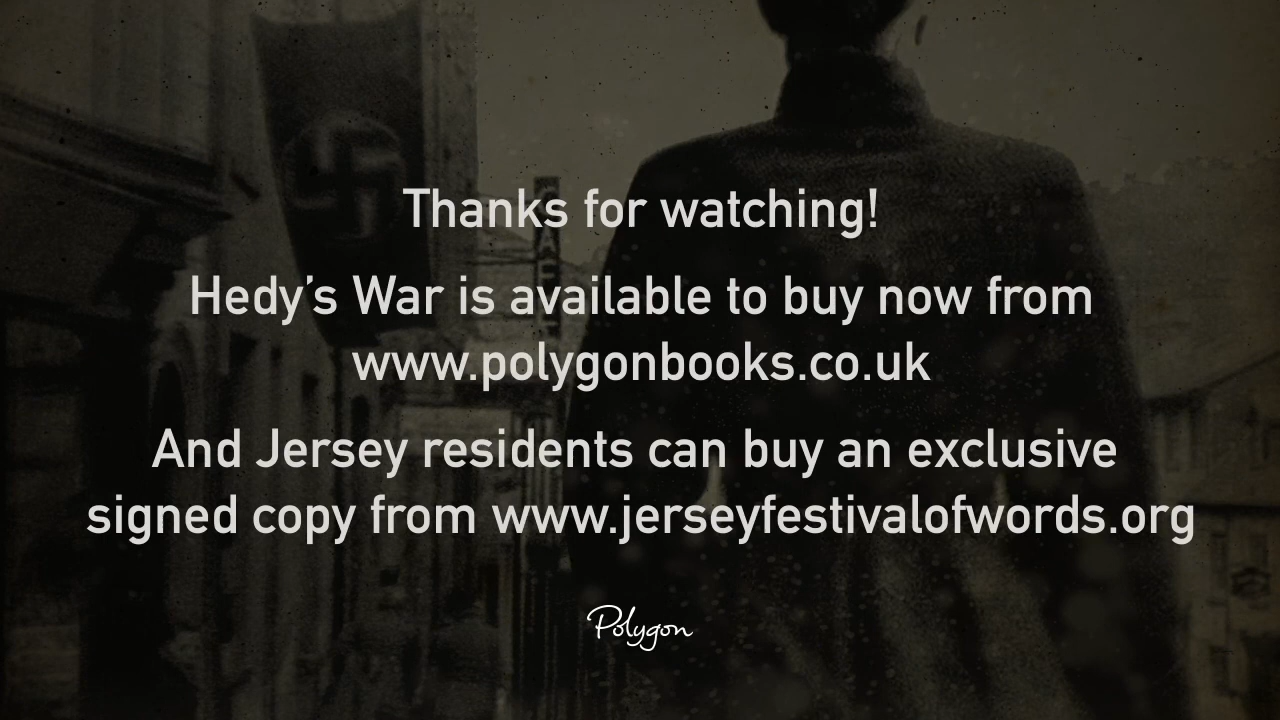 Thanks for watching!
Hedy’s War is available to buy now from
www.polygonbooks.co.uk
And Jersey residents can buy an exclusive
signed copy from www.jerseyfestivalofwords.org
Polygon